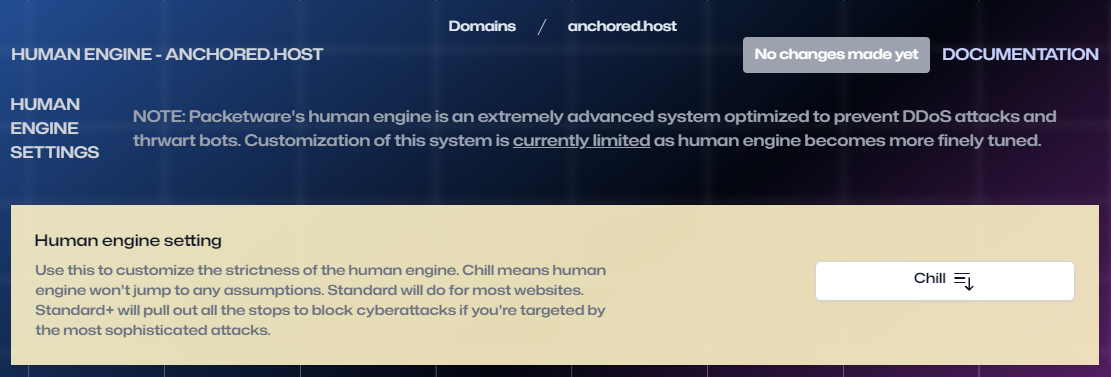 Domains / anchored.host
HUMAN ENGINE - ANCHORED.HOST
No changes made yet
DOCUMENTATION
HUMAN
ENGINE
SETTINGS
NOTE: Packetware's human engine is an extremely advanced system optimized to prevent DDoS attacks and
thrwart bots. Customization of this system is currently limited as human engine becomes more finely tuned.
Human engine setting
Use this to customize the strictness of the human engine. Chill means human
engine won't jump to any assumptions. Standard will do for most websites.
Standard+ will pull out all the stops to block cyberattacks if you're targeted by
the most sophisticated attacks.
Chill